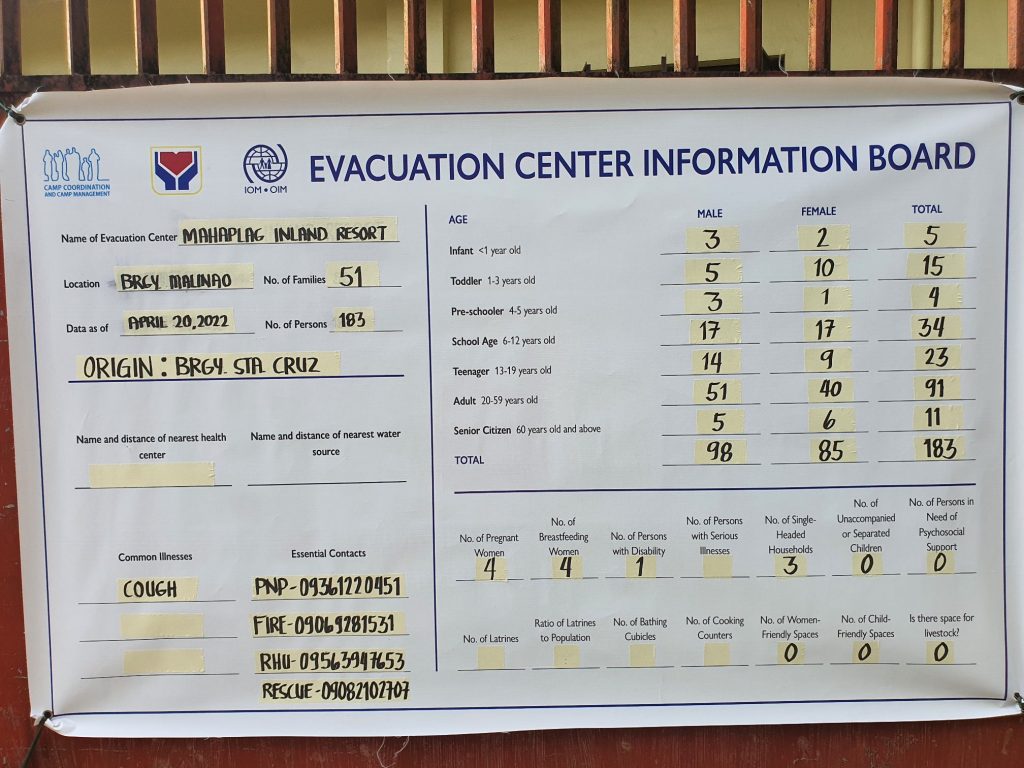 CAMP COORDINATION
AND CAMP MANAGEMENT
IOM • OIM
EVACUATION CENTER INFORMATION BOARD
Name of Evacuation Center MAHAPLAG INLAND RESORT
Location BRGY. MALINAO No. of Families 51
Data as of APRIL 20, 2022 No. of Persons 183
ORIGIN : BRGY. STA. CRUZ
Name and distance of nearest health
center
Name and distance of nearest water
source
Common Illnesses
COUGH
Essential Contacts
PNP-09361220451
FIRE-09069281531
RHU-09563947653
RESCUE-09082102707
AGE MALE FEMALE TOTAL
Infant <1 year old 3 2 5
Toddler 1-3 years old 5 10 15
Pre-schooler 4-5 years old 3 1 4
School Age 6-12 years old 17 17 34
Teenager 13-19 years old 14 9 23
Adult 20-59 years old 51 40 91
Senior Citizen 60 years old and above 5 6 11
TOTAL 98 85 183
No. of Pregnant
Women
4
No. of
Breastfeeding
Women
4
No. of Persons
with Disability
1
No. of Persons
with Serious
Illnesses
No. of Single-
Headed
Households
3
No. of
Unaccompanied
or Separated
Children
0
No. of Persons in
Need of
Psychosocial
Support
0
No. of Latrines
Ratio of Latrines
to Population
No. of Bathing
Cubicles
No. of Cooking
Counters
No. of Women-
Friendly Spaces
0
No. of Child-
Friendly Spaces
0
Is there space for
livestock?
0